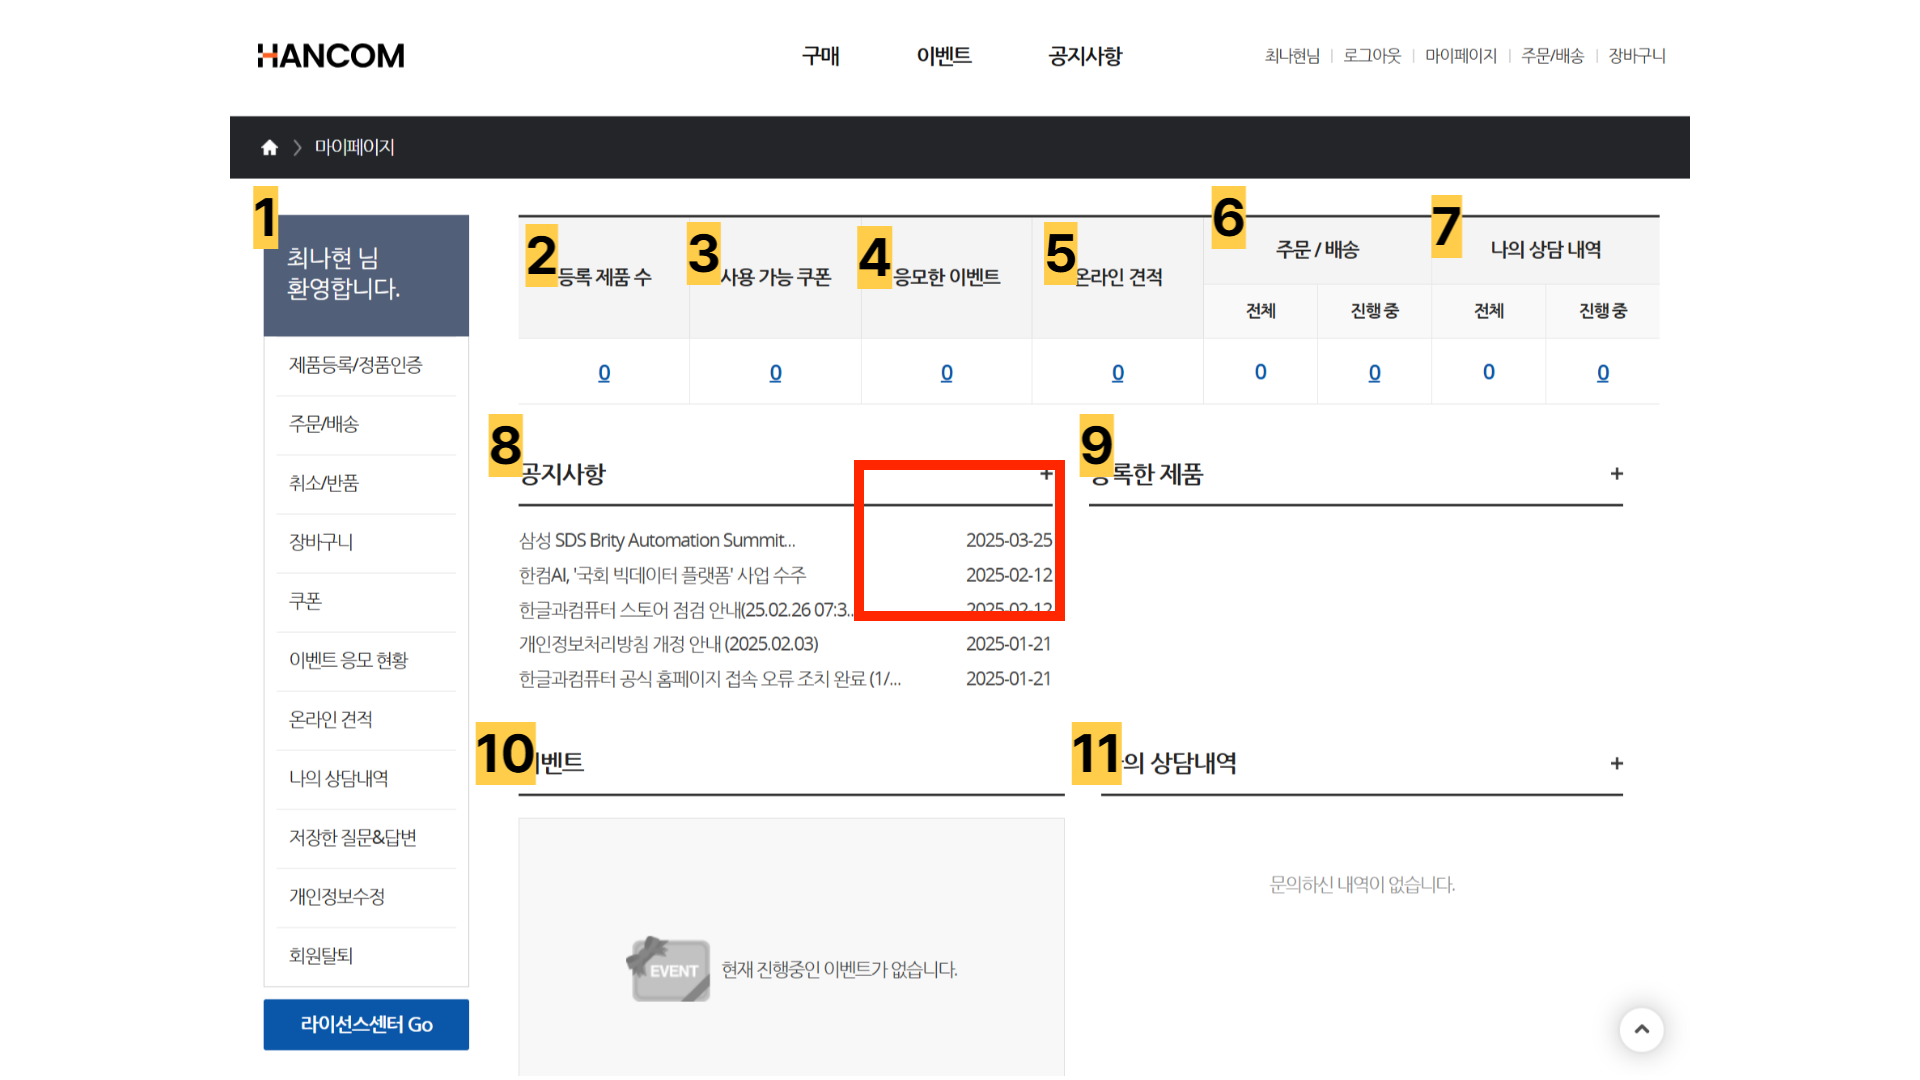 HANCOM
구매 이벤트 공지사항
최나현님 로그아웃 마이페이지 주문/배송 장바구니
마이페이지
1
최나현 님
환영합니다.
제품등록/정품인증
주문/배송
취소/반품
장바구니
쿠폰
이벤트 응모 현황
온라인 견적
나의 상담내역
저장한 질문&답변
개인정보수정
회원탈퇴
라이선스센터 Go
2 등록 제품 수
3 사용 가능 쿠폰
4 응모한 이벤트
5 온라인 견적
6 주문 / 배송
7 나의 상담 내역
전체 진행 중 전체 진행 중
0 0 0 0 0 0 0 0
8 공지사항 +
삼성 SDS Brity Automation Summit... 2025-03-25
한컴AI, '국회 빅데이터 플랫폼' 사업 수주 2025-02-12
한글과컴퓨터 스토어 점검 안내(25.02.26 07:3.. 2025-02-12
개인정보처리방침 개정 안내 (2025.02.03) 2025-01-21
한글과컴퓨터 공식 홈페이지 접속 오류 조치 완료 (1/... 2025-01-21
9 등록한 제품 +
10 이벤트
EVENT 현재 진행중인 이벤트가 없습니다.
11 나의 상담내역 +
문의하신 내역이 없습니다.